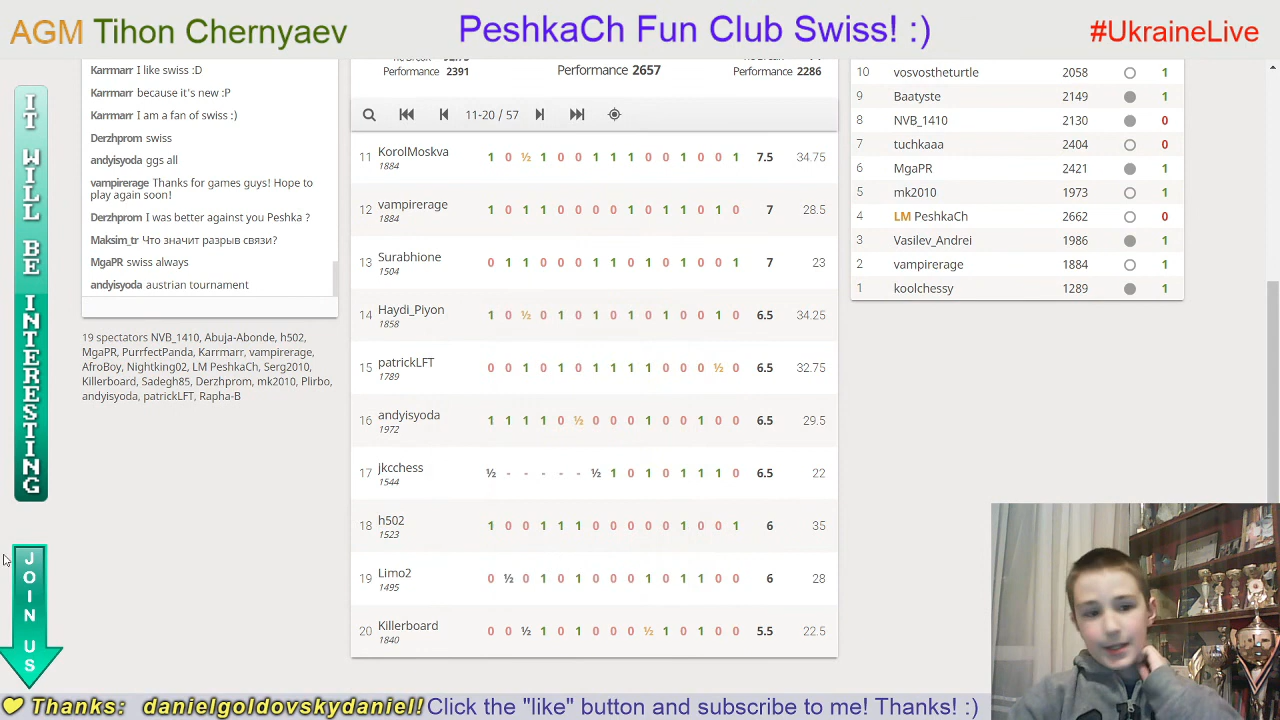 AGM Tihon Chernyaev
PeshkaCh Fun Club Swiss! :)
#UkraineLive
IT WILL BE INTERESTING
JOIN US
Karrmarr I like swiss :D
Karrmarr because it's new :P
Karrmarr I am a fan of swiss :)
Derzhprom swiss
andyisyoda ggs all
vampirerage Thanks for games guys! Hope to
play again soon!
Derzhprom I was better against you Peshka ?
Maksim_tr Что значит разрыв связи?
MgaPR swiss always
andyisyoda austrian tournament
19 spectators NVB_1410, Abuja-Abonde, h502,
MgaPR, PurrfectPanda, Karrmarr, vampirerage,
AfroBoy, Nightking02, LM PeshkaCh, Serg2010,
Killerboard, Sadegh85, Derzhprom, mk2010, Plirbo,
andyisyoda, patrickLFT, Rapha-B
Performance 2391
Performance 2657
Performance 2286
11-20 / 57
11 KorolMoskva 1 0 ½ 1 0 0 1 1 1 0 0 1 0 0 1 7.5 34.75
1884
12 vampirerage 1 0 1 1 0 0 0 0 1 0 1 1 0 1 0 7 28.5
1884
13 Surabhione 0 1 1 0 0 0 1 1 0 1 0 1 0 0 1 7 23
1504
14 Haydi_Piyon 1 0 ½ 0 1 0 0 1 0 1 1 0 0 1 0 6.5 34.25
1858
15 patrickLFT 0 0 1 0 1 0 1 1 1 1 0 0 0 ½ 0 6.5 32.75
1789
16 andyisyoda 1 1 1 1 0 ½ 0 0 0 1 0 0 1 0 0 6.5 29.5
1972
17 jkcchess ½ - - - - - ½ 1 0 1 0 1 1 1 0 6.5 22
1544
18 h502 1 0 0 1 1 1 0 0 0 0 0 1 0 0 1 6 35
1523
19 Limo2 0 ½ 0 1 0 1 0 0 0 1 0 1 1 0 0 6 28
1495
20 Killerboard 0 0 ½ 1 0 1 0 0 0 ½ 1 0 1 0 0 5.5 22.5
1840
10 vosvostheturtle 2058 1
9 Baatyste 2149 1
8 NVB_1410 2130 0
7 tuchkaaa 2404 0
6 MgaPR 2421 1
5 mk2010 1973 1
4 LM PeshkaCh 2662 0
3 Vasilev_Andrei 1986 1
2 vampirerage 1884 1
1 koolchessy 1289 1
Thanks: danielgoldovskydaniel! Click the "like" button and subscribe to me! Thanks! :)